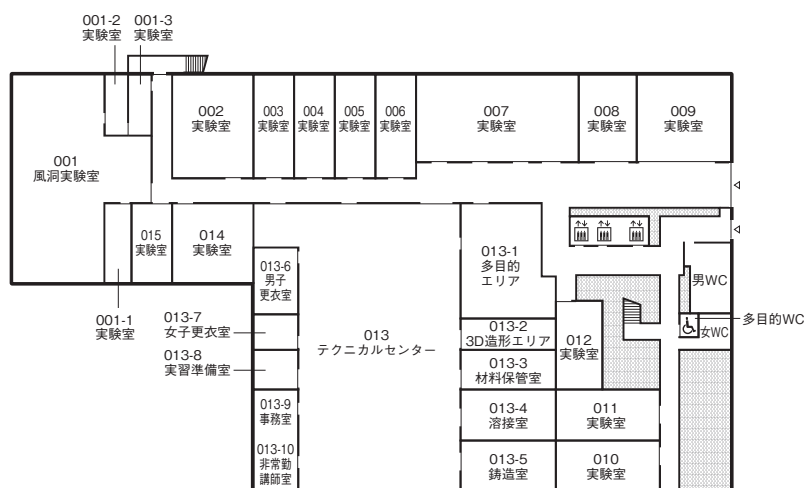 001-2
実験室
001-3
実験室
001
風洞実験室
002
実験室
003
実験室
004
実験室
005
実験室
006
実験室
007
実験室
008
実験室
009
実験室
015
実験室
014
実験室
001-1
実験室
013-6
男子
更衣室
013-7
女子更衣室
013-8
実習準備室
013-9
事務室
013-10
非常勤
講師室
013
テクニカルセンター
013-1
多目的
エリア
013-2
3D造形エリア
013-3
材料保管室
013-4
溶接室
013-5
鋳造室
012
実験室
011
実験室
010
実験室
男WC
多目的WC
女WC